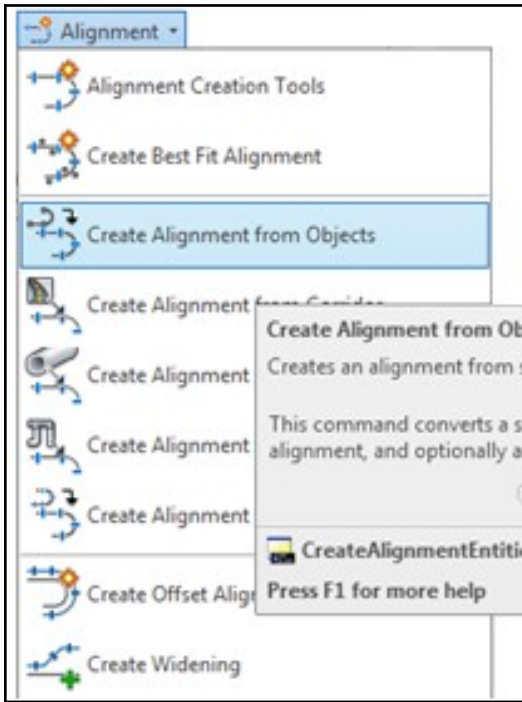 Alignment
Alignment Creation Tools
Create Best Fit Alignment
Create Alignment from Objects
Create Alignment from Corridor
Create Alignment from Ob
Creates an alignment from s
Create Alignment
This command converts a s
alignment, and optionally a
Create Alignment
Create Alignment
CreateAlignmentEntitie
Create Offset Alig
Press F1 for more help
Create Widening